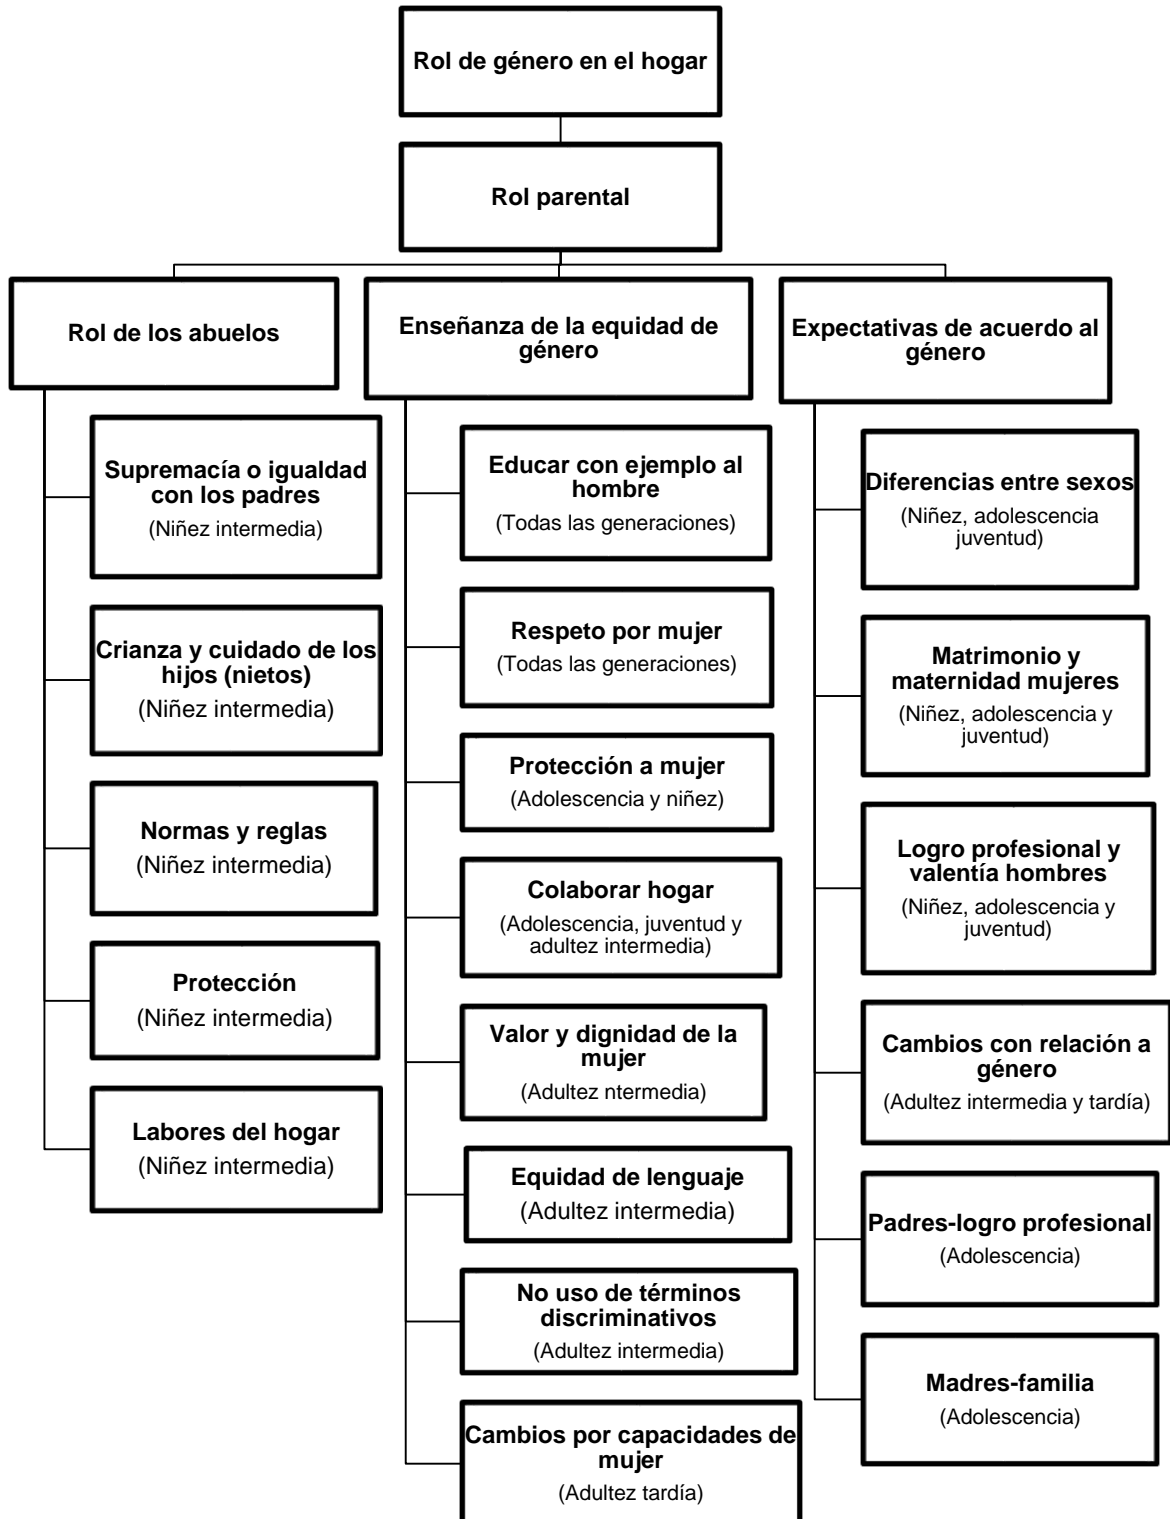 Rol de género en el hogar
Rol parental
Rol de los abuelos
Supremacía o igualdad
con los padres
(Niñez intermedia)
Crianza y cuidado de los
hijos (nietos)
(Niñez intermedia)
Normas y reglas
(Niñez intermedia)
Protección
(Niñez intermedia)
Labores del hogar
(Niñez intermedia)
Enseñanza de la equidad de
género
Educar con ejemplo al
hombre
(Todas las generaciones)
Respeto por mujer
(Todas las generaciones)
Protección a mujer
(Adolescencia y niñez)
Colaborar hogar
(Adolescencia, juventud y
adultez intermedia)
Valor y dignidad de la
mujer
(Adultez ntermedia)
Equidad de lenguaje
(Adultez intermedia)
No uso de términos
discriminativos
(Adultez intermedia)
Cambios por capacidades de
mujer
(Adultez tardía)
Expectativas de acuerdo al
género
Diferencias entre sexos
(Niñez, adolescencia
juventud)
Matrimonio y
maternidad mujeres
(Niñez, adolescencia y
juventud)
Logro profesional y
valentía hombres
(Niñez, adolescencia y
juventud)
Cambios con relación a
género
(Adultez intermedia y tardía)
Padres-logro profesional
(Adolescencia)
Madres-familia
(Adolescencia)